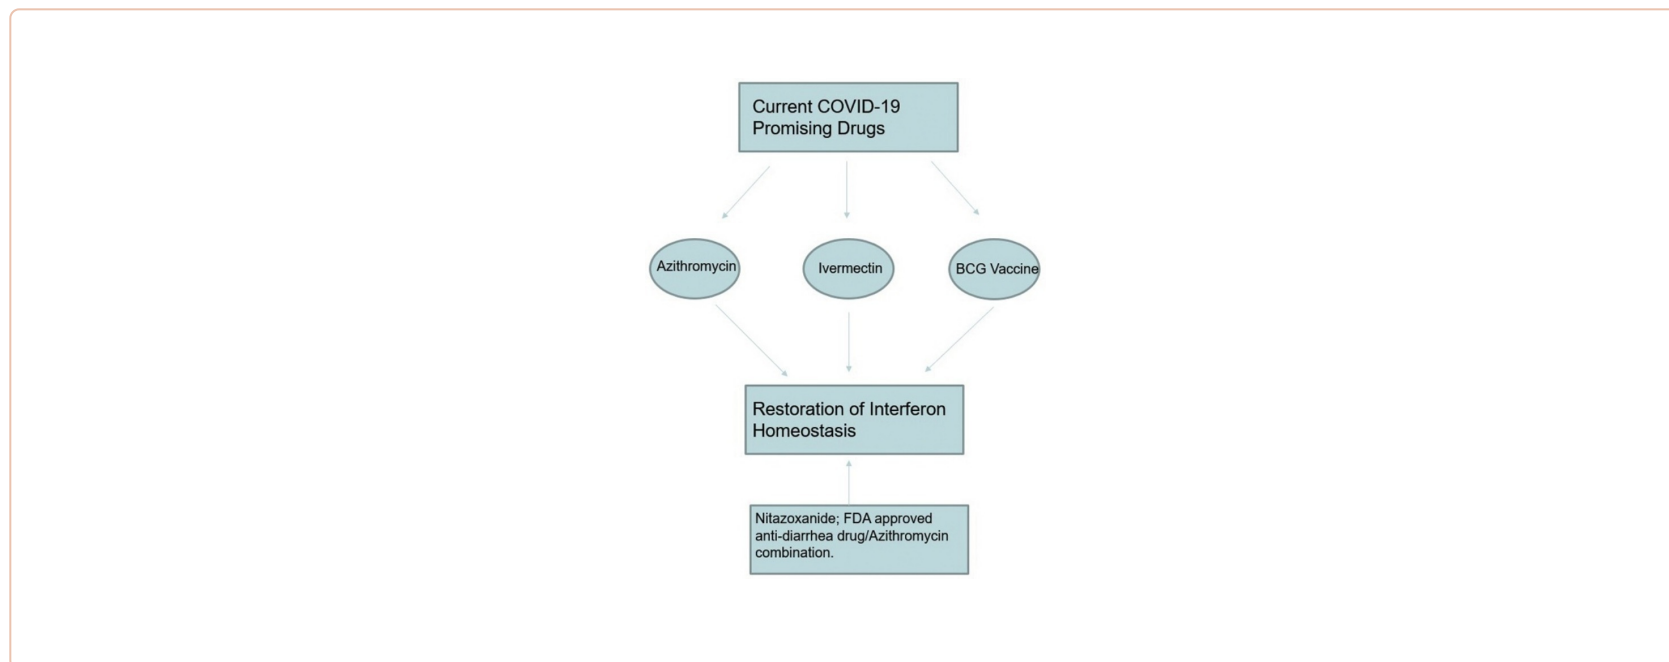 Current COVID-19
Promising Drugs
Azithromycin
Ivermectin
BCG Vaccine
Restoration of Interferon
Homeostasis
Nitazoxanide; FDA approved
anti-diarrhea drug/Azithromycin
combination.